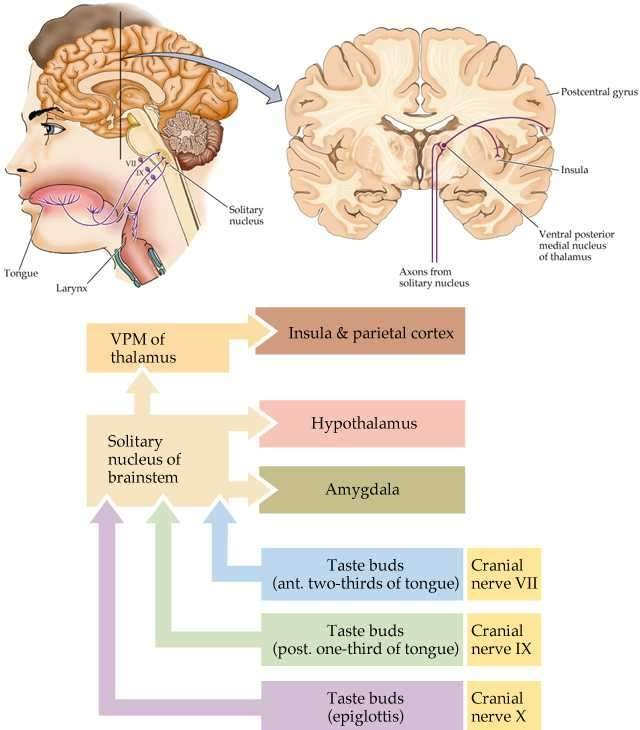 Postcentral gyrus
VII
IX
X
Insula
Solitary
nucleus
Ventral posterior
medial nucleus
of thalamus
Tongue
Larynx
Axons from
solitary nucleus
VPM of
thalamus
Insula & parietal cortex
Solitary
nucleus of
brainstem
Hypothalamus
Amygdala
Taste buds
(ant. two-thirds of tongue)
Cranial
nerve VII
Taste buds
(post. one-third of tongue)
Cranial
nerve IX
Taste buds
(epiglottis)
Cranial
nerve X